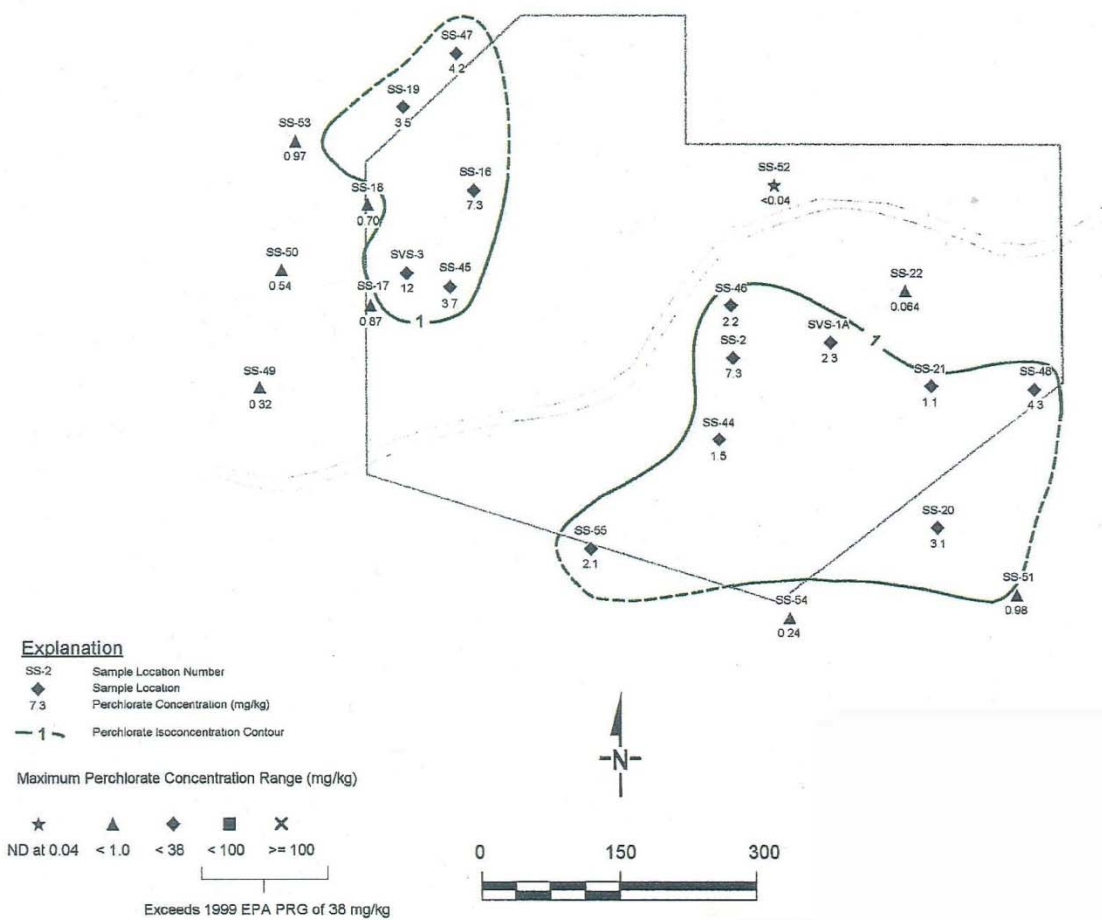 SS-47
4.2
SS-19
3.5
SS-53
0.97
SS-16
7.3
SS-52
<0.04
SS-18
0.70
SS-50
0.54
SVS-3
12
SS-45
3.7
SS-17
0.87
1
SS-22
0.064
SS-46
2.2
SVS-1A
2.3
1
SS-2
7.3
SS-21
1.1
SS-48
4.3
SS-49
0.32
SS-44
1.5
SS-20
3.1
SS-55
2.1
SS-51
0.98
SS-54
0.24
Explanation
SS-2 Sample Location Number
Sample Location
7.3 Perchlorate Concentration (mg/kg)
1 Perchlorate Isoconcentration Contour
Maximum Perchlorate Concentration Range (mg/kg)
ND at 0.04 < 1.0 < 38 < 100 >= 100
Exceeds 1999 EPA PRG of 38 mg/kg
N
0 150 300